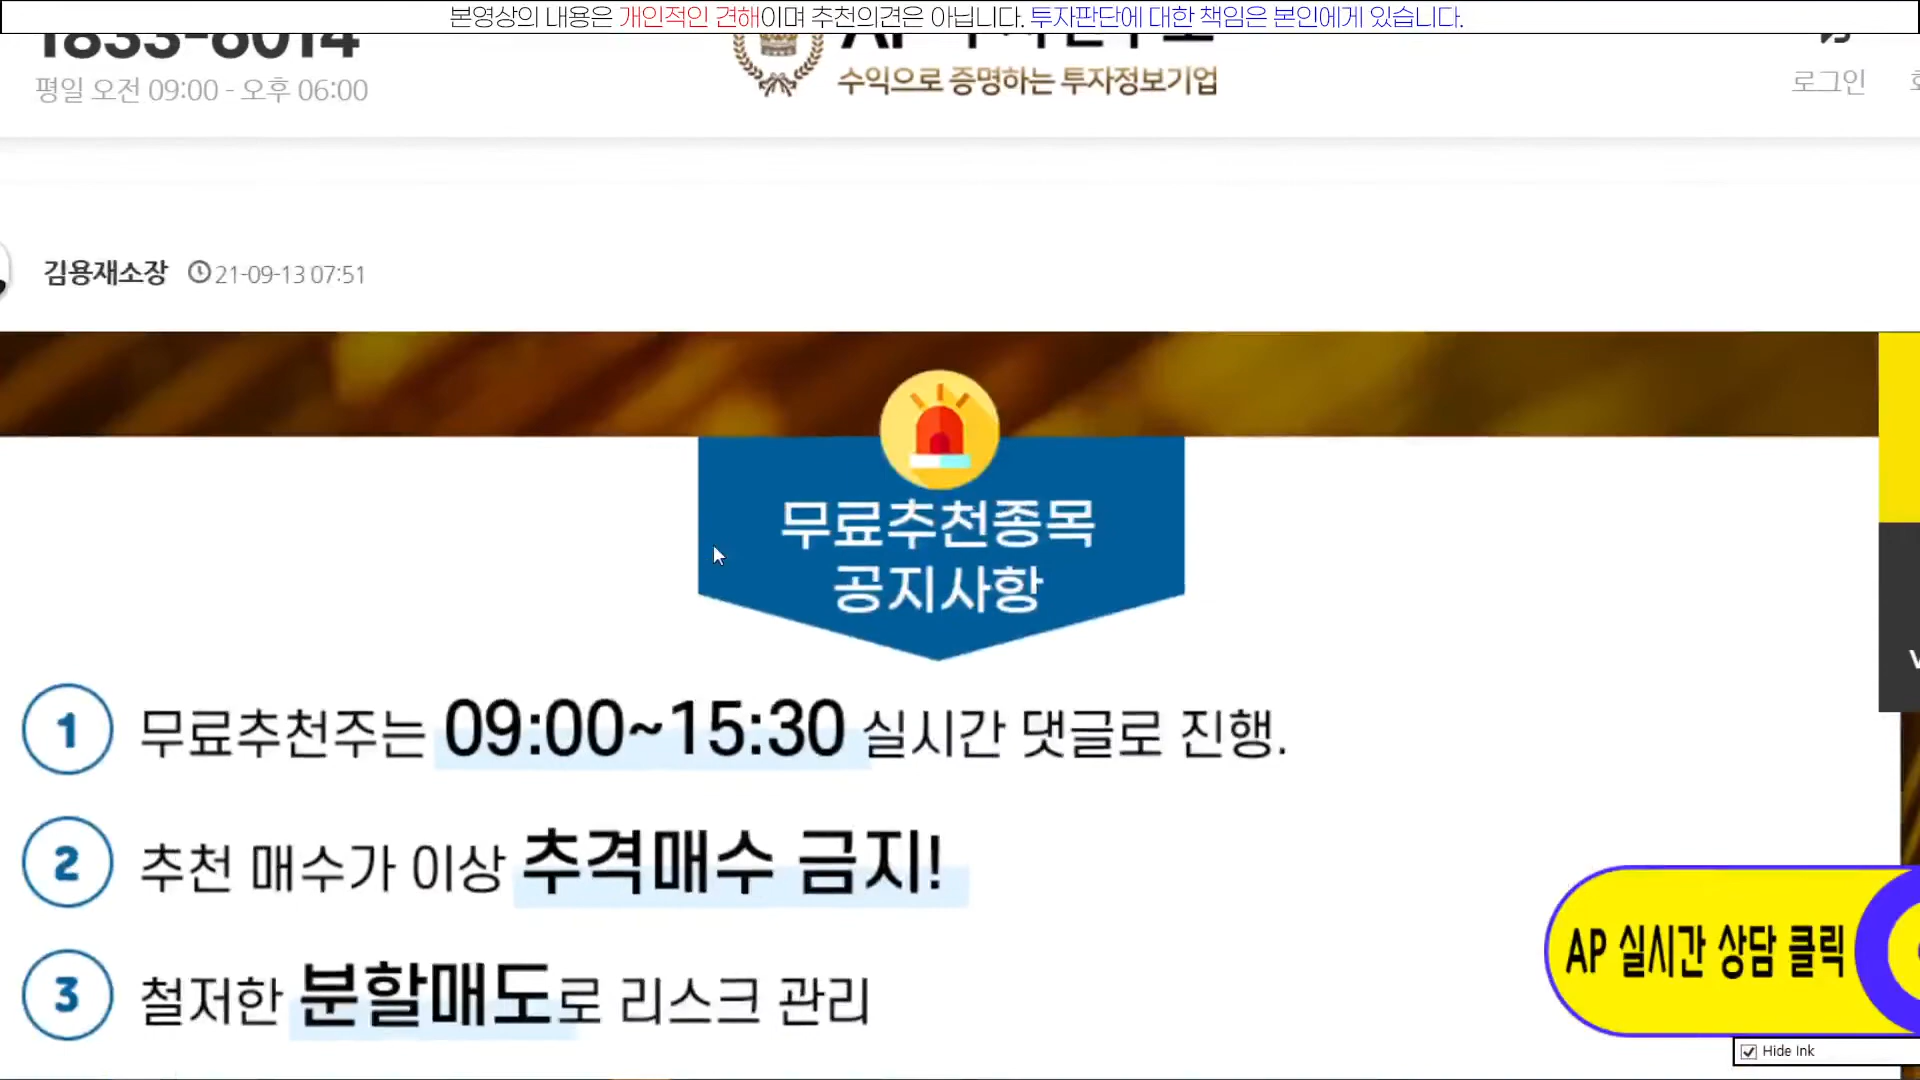 본영상의 내용은 개인적인 견해이며 추천의견은 아닙니다. 투자판단에 대한 책임은 본인에게 있습니다.
1833-6014
평일 오전 09:00 - 오후 06:00
수익으로 증명하는 투자정보기업
로그인
김용재소장 21-09-13 07:51
무료추천종목
공지사항
1 무료추천주는 09:00~15:30 실시간 댓글로 진행.
2 추천 매수가 이상 추격매수 금지!
3 철저한 분할매도로 리스크 관리
AP 실시간 상담 클릭
Hide Ink